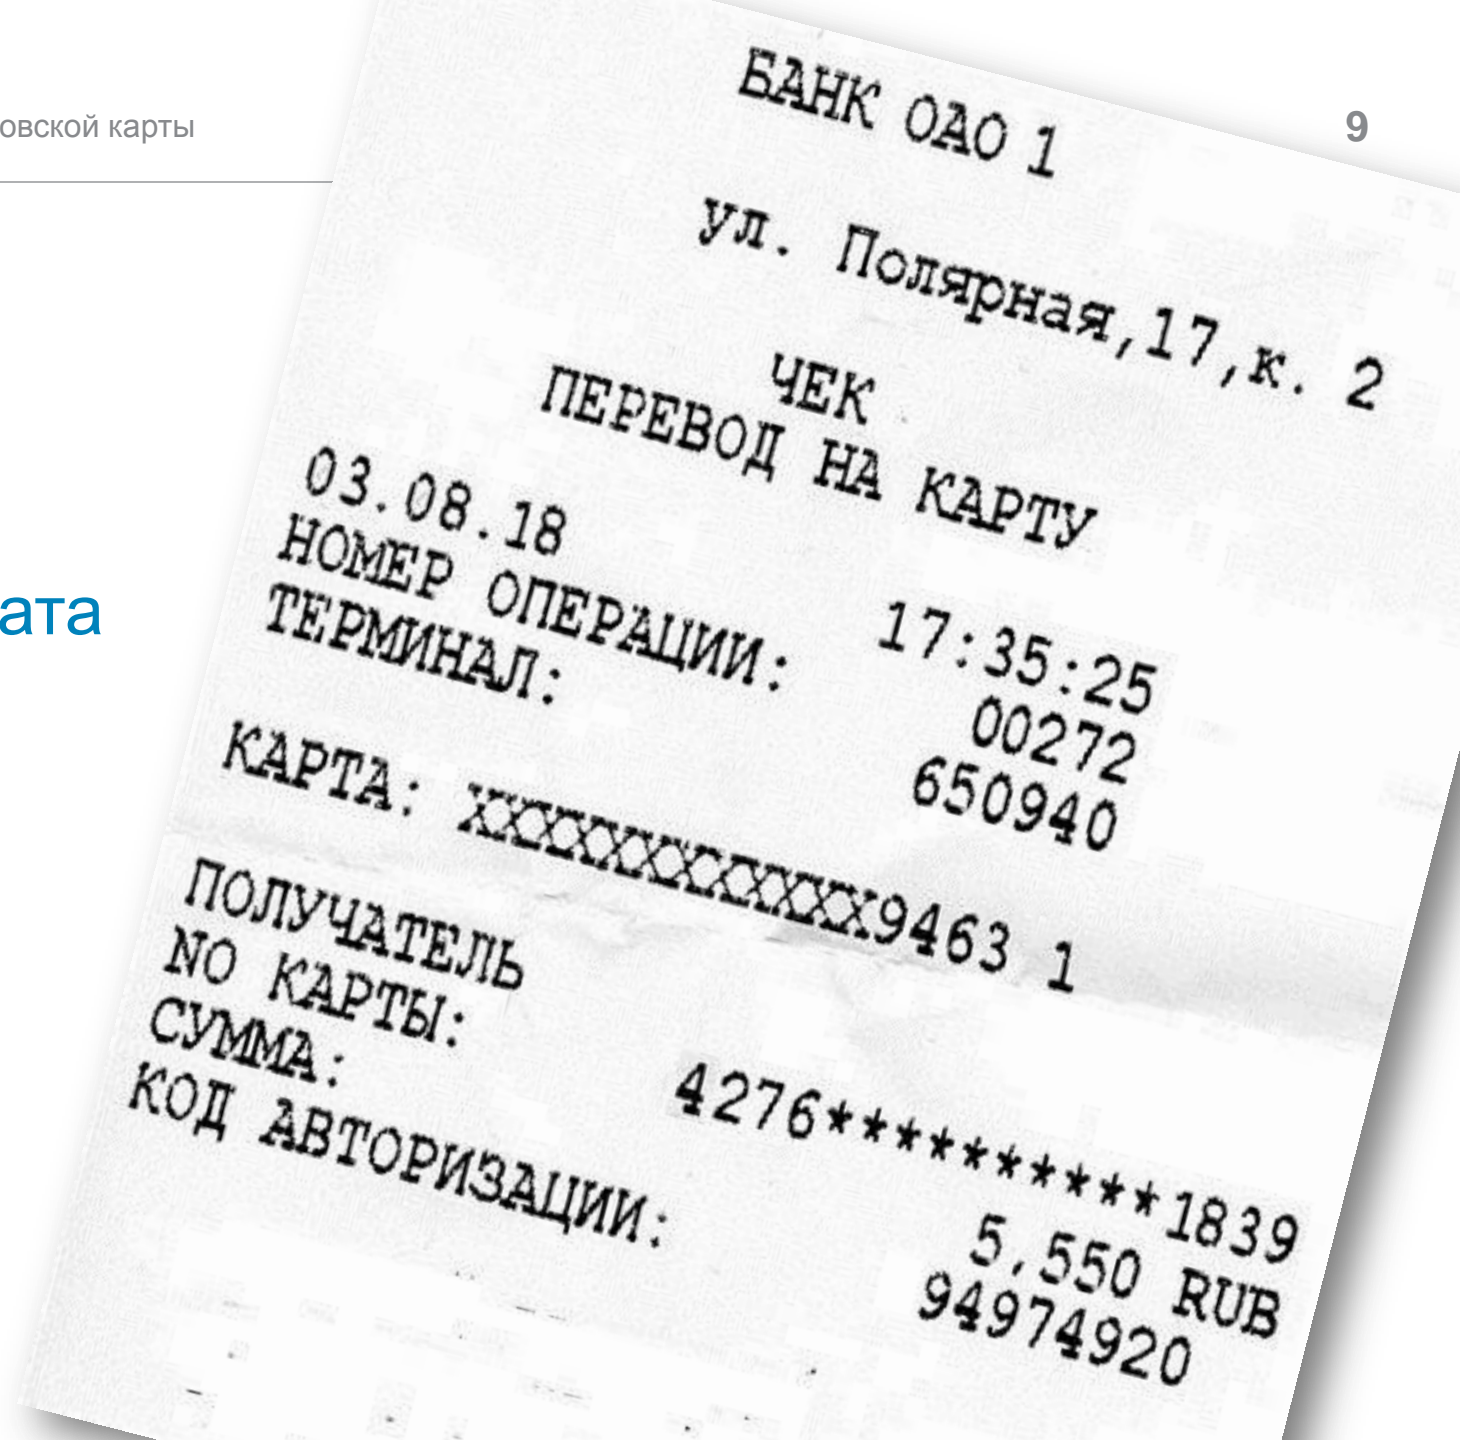 овской карты
9
ата
БАНК ОАО 1
ул. Полярная,17,к. 2
ЧЕК
ПЕРЕВОД НА КАРТУ
03.08.18 17:35:25
НОМЕР ОПЕРАЦИИ: 00272
ТЕРМИНАЛ: 650940
КАРТА: XXXXXXXXXXXX9463 1
ПОЛУЧАТЕЛЬ
NO КАРТЫ: 4276**********1839
СУММА: 5,550 RUB
КОД АВТОРИЗАЦИИ: 94974920